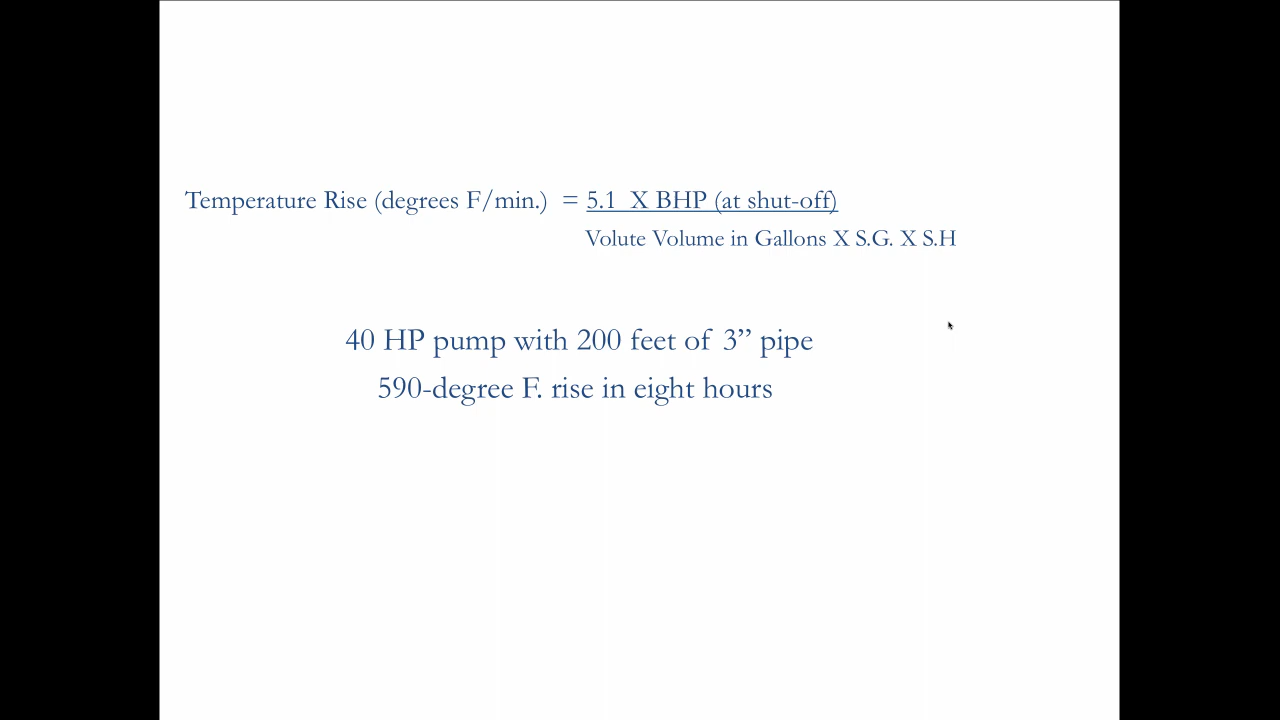 Temperature Rise (degrees F/min.) = 5.1 X BHP (at shut-off)
Volute Volume in Gallons X S.G. X S.H
40 HP pump with 200 feet of 3” pipe
590-degree F. rise in eight hours